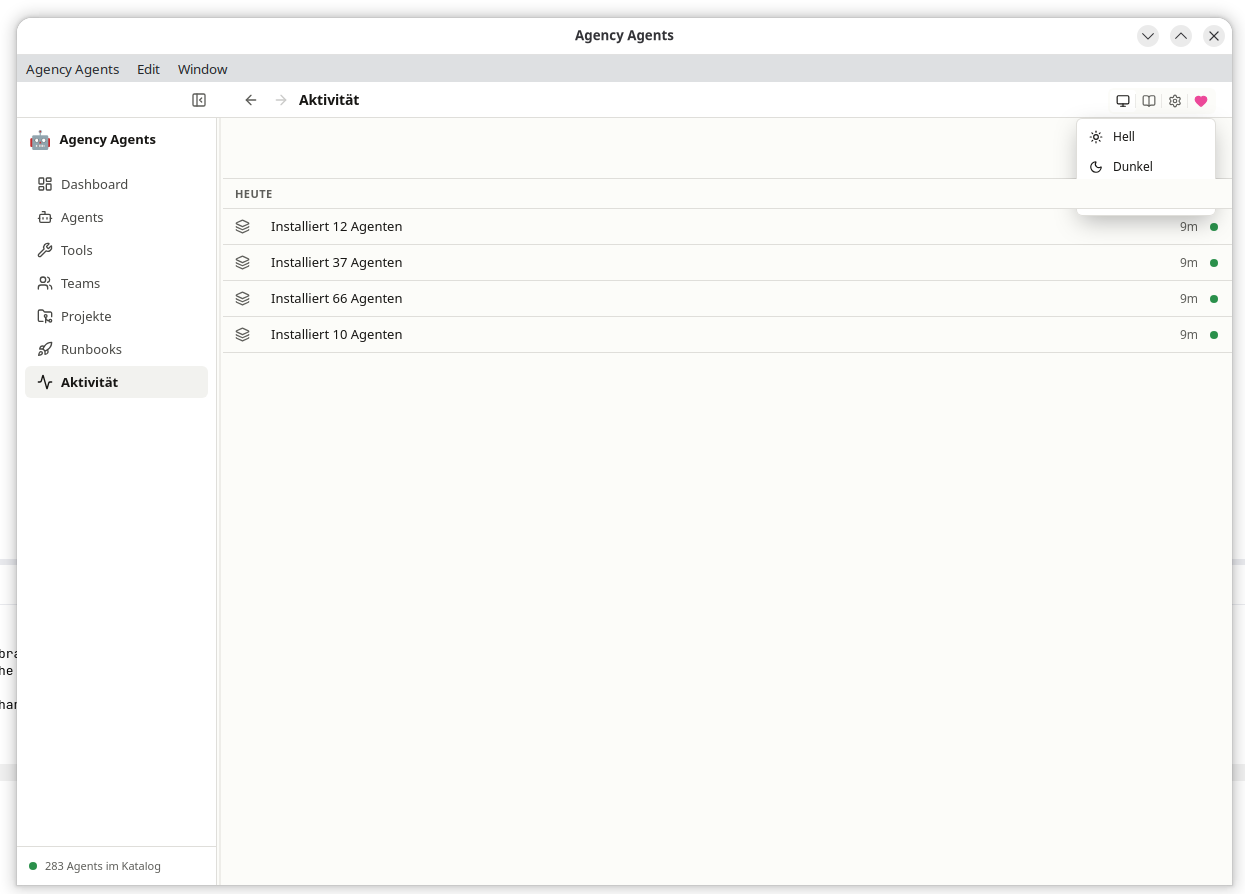 Agency Agents
Agency Agents Edit Window
Aktivität
Agency Agents
Hell
Dunkel
Dashboard
Agents
Tools
Teams
Projekte
Runbooks
Aktivität
HEUTE
Installiert 12 Agenten 9m
Installiert 37 Agenten 9m
Installiert 66 Agenten 9m
Installiert 10 Agenten 9m
283 Agents im Katalog